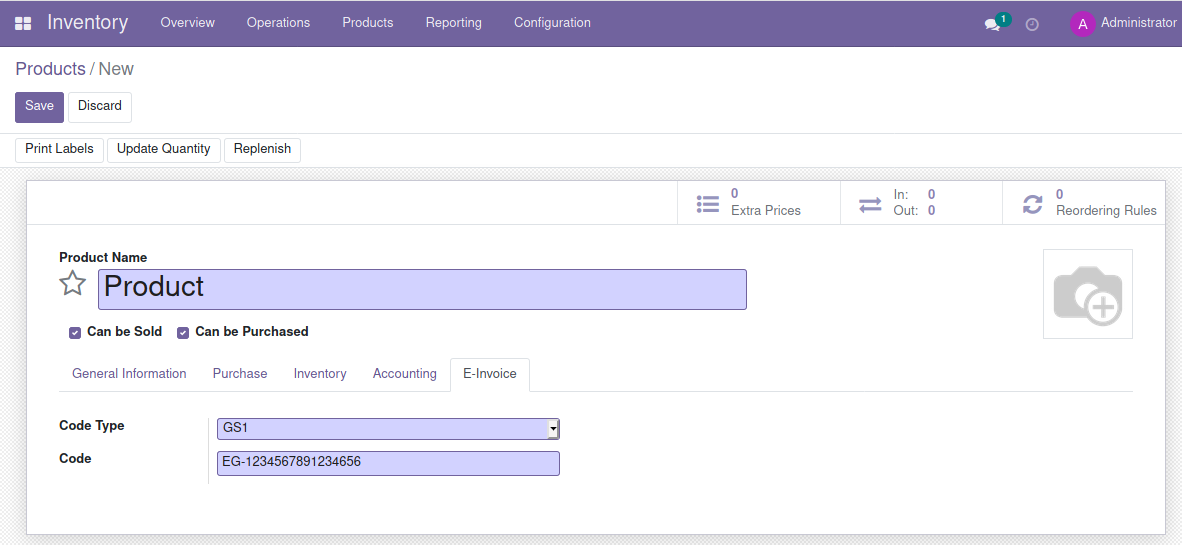 Inventory Overview Operations Products Reporting Configuration 1 A Administrator
Products / New
Save Discard
Print Labels Update Quantity Replenish
0 In: 0 0
Extra Prices Out: 0 Reordering Rules
Product Name
Product
Can be Sold Can be Purchased
General Information Purchase Inventory Accounting E-Invoice
Code Type GS1
Code EG-1234567891234656